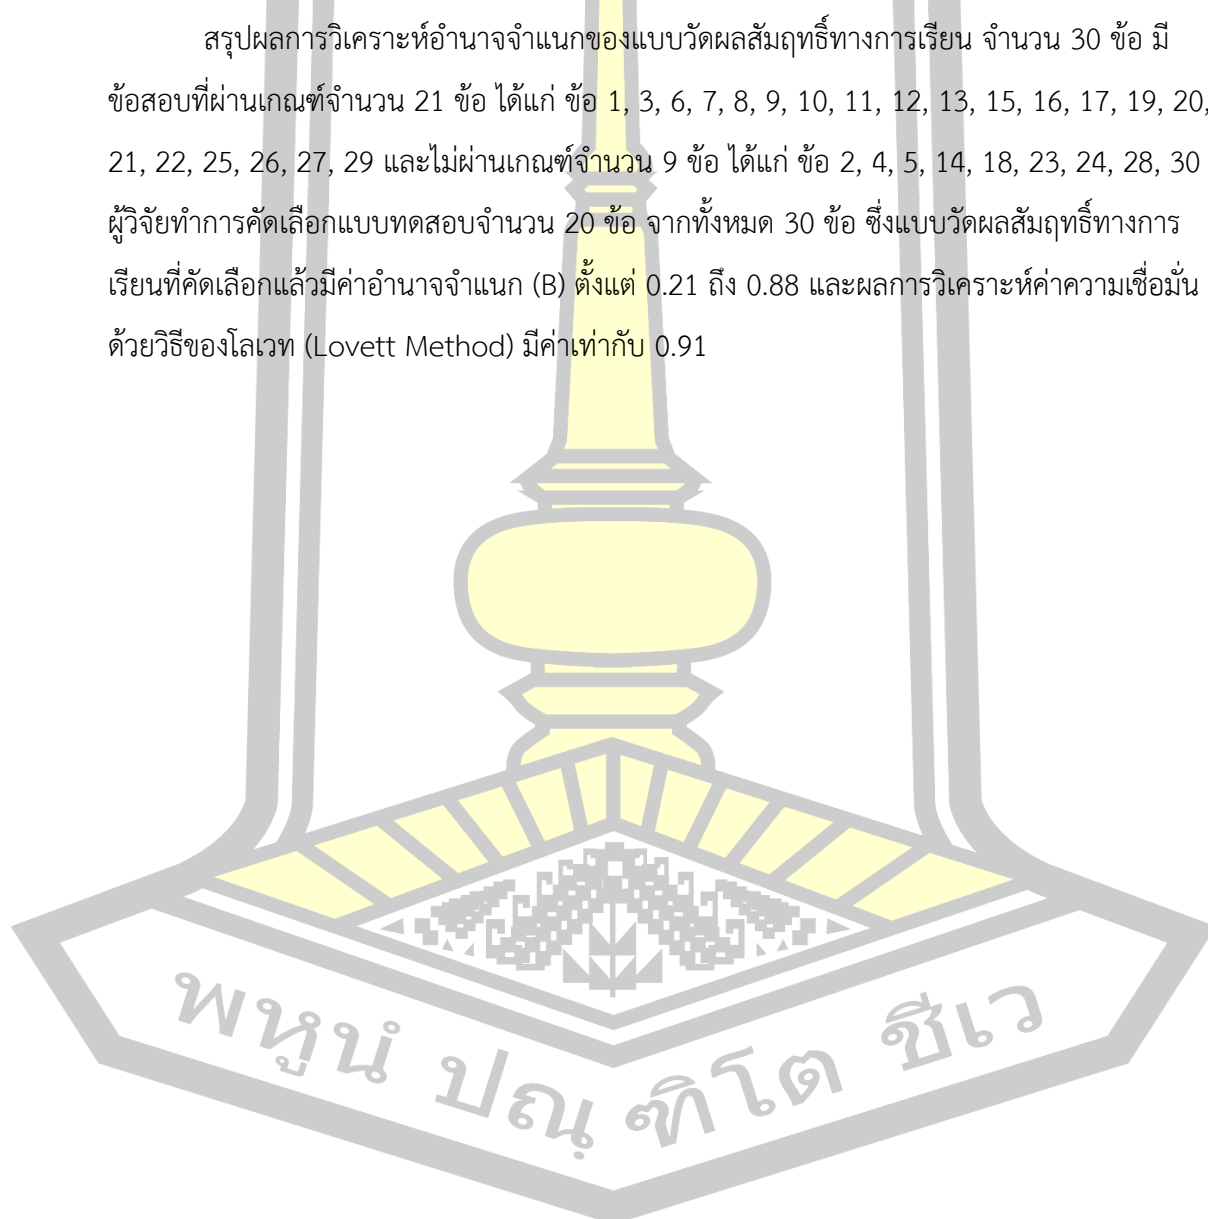 สรุปผลการวิเคราะห์อำนาจจำแนกของแบบวัดผลสัมฤทธิ์ทางการเรียน จำนวน 30 ข้อ มี
ข้อสอบที่ผ่านเกณฑ์จำนวน 21 ข้อ ได้แก่ ข้อ 1, 3, 6, 7, 8, 9, 10, 11, 12, 13, 15, 16, 17, 19, 20,
21, 22, 25, 26, 27, 29 และไม่ผ่านเกณฑ์จำนวน 9 ข้อ ได้แก่ ข้อ 2, 4, 5, 14, 18, 23, 24, 28, 30
ผู้วิจัยทำการคัดเลือกแบบทดสอบจำนวน 20 ข้อ จากทั้งหมด 30 ข้อ ซึ่งแบบวัดผลสัมฤทธิ์ทางการ
เรียนที่คัดเลือกแล้วมีค่าอำนาจจำแนก (B) ตั้งแต่ 0.21 ถึง 0.88 และผลการวิเคราะห์ค่าความเชื่อมั่น
ด้วยวิธีของโลเวท (Lovett Method) มีค่าเท่ากับ 0.91
พหูนํ ปณฺฑิโต ชีเว